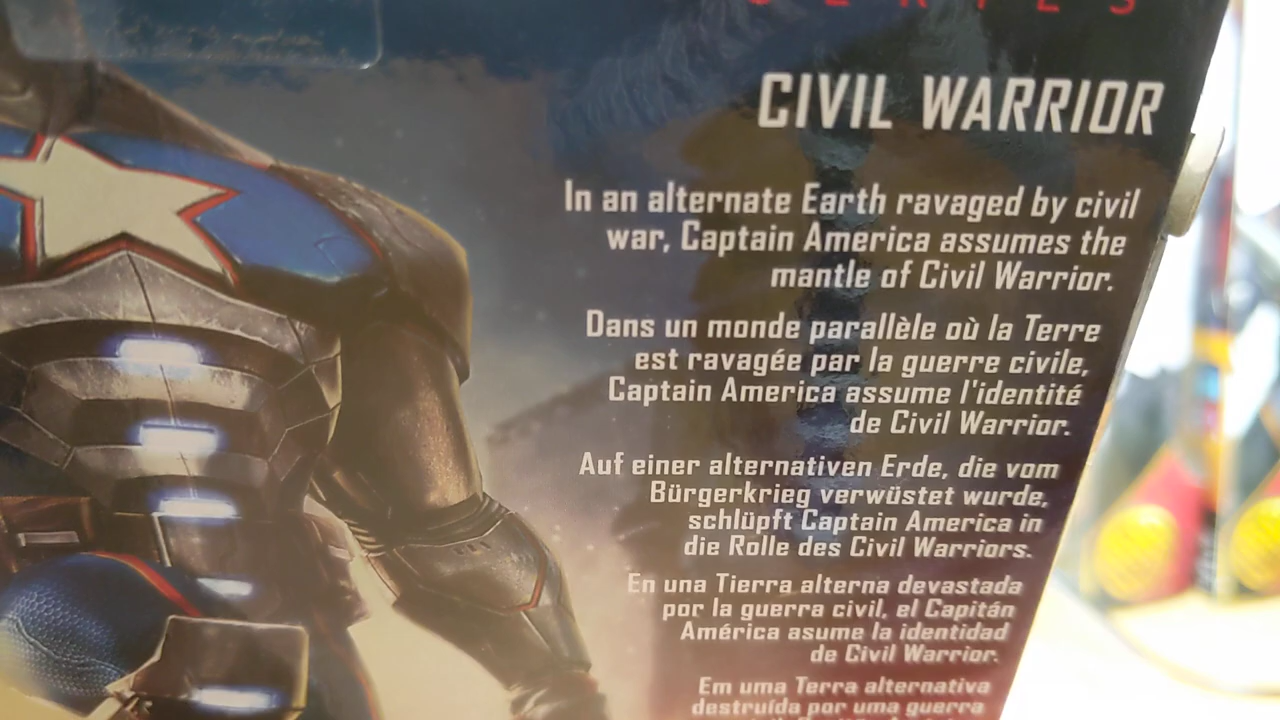 SERIES
CIVIL WARRIOR
In an alternate Earth ravaged by civil
war, Captain America assumes the
mantle of Civil Warrior.
Dans un monde parallèle où la Terre
est ravagée par la guerre civile,
Captain America assume l'identité
de Civil Warrior.
Auf einer alternativen Erde, die vom
Bürgerkrieg verwüstet wurde,
schlüpft Captain America in
die Rolle des Civil Warriors.
En una Tierra alterna devastada
por la guerra civil, el Capitán
América asume la identidad
de Civil Warrior.
Em uma Terra alternativa
destruída por uma guerra